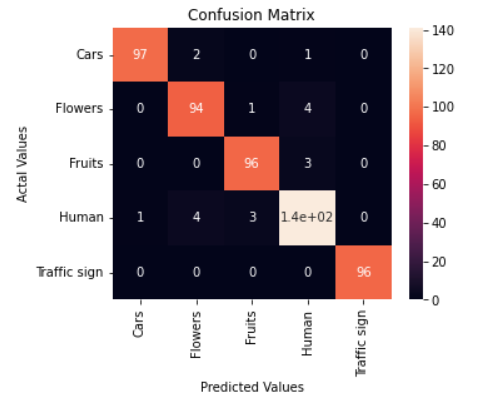 Confusion Matrix
Actal Values
Cars 97 2 0 1 0
Flowers 0 94 1 4 0
Fruits 0 0 96 3 0
Human 1 4 3 1.4e+02 0
Traffic sign 0 0 0 0 96
Cars Flowers Fruits Human Traffic sign
Predicted Values
140
120
100
80
60
40
20
0